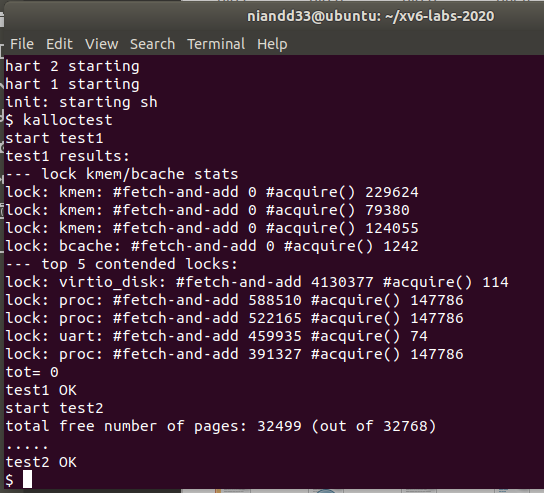 niandd33@ubuntu: ~/xv6-labs-2020
File Edit View Search Terminal Help
hart 2 starting
hart 1 starting
init: starting sh
$ kalloctest
start test1
test1 results:
--- lock kmem/bcache stats
lock: kmem: #fetch-and-add 0 #acquire() 229624
lock: kmem: #fetch-and-add 0 #acquire() 79380
lock: kmem: #fetch-and-add 0 #acquire() 124055
lock: bcache: #fetch-and-add 0 #acquire() 1242
--- top 5 contended locks:
lock: virtio_disk: #fetch-and-add 4130377 #acquire() 114
lock: proc: #fetch-and-add 588510 #acquire() 147786
lock: proc: #fetch-and-add 522165 #acquire() 147786
lock: uart: #fetch-and-add 459935 #acquire() 74
lock: proc: #fetch-and-add 391327 #acquire() 147786
tot= 0
test1 OK
start test2
total free number of pages: 32499 (out of 32768)
.....
test2 OK
$